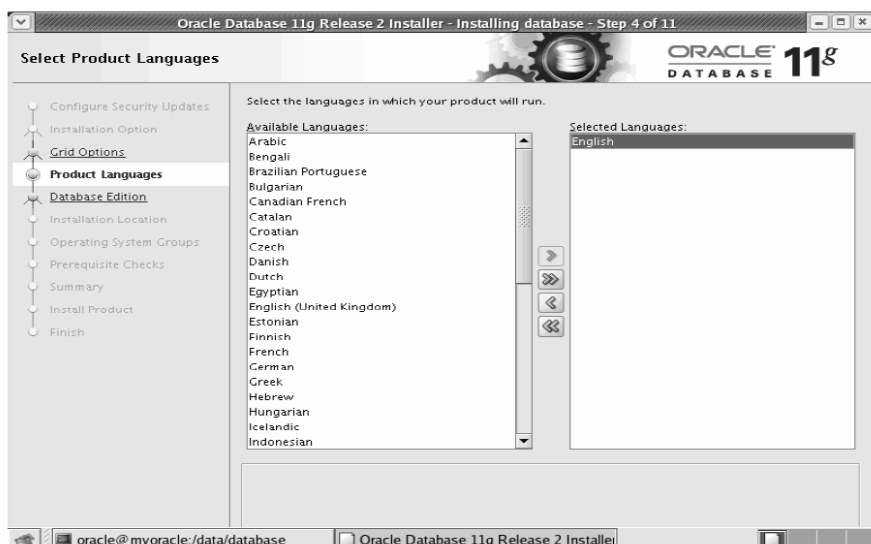 Oracle Database 11g Release 2 Installer - Installing database - Step 4 of 11
Select Product Languages
ORACLE DATABASE 11g
Configure Security Updates
Installation Option
Grid Options
Product Languages
Database Edition
Installation Location
Operating System Groups
Prerequisite Checks
Summary
Install Product
Finish
Select the languages in which your product will run.
Available Languages:
Arabic
Bengali
Brazilian Portuguese
Bulgarian
Canadian French
Catalan
Croatian
Czech
Danish
Dutch
Egyptian
English (United Kingdom)
Estonian
Finnish
French
German
Greek
Hebrew
Hungarian
Icelandic
Indonesian
Selected Languages:
English
oracle@myoracle:/data/database
Oracle Database 11g Release 2 Installer